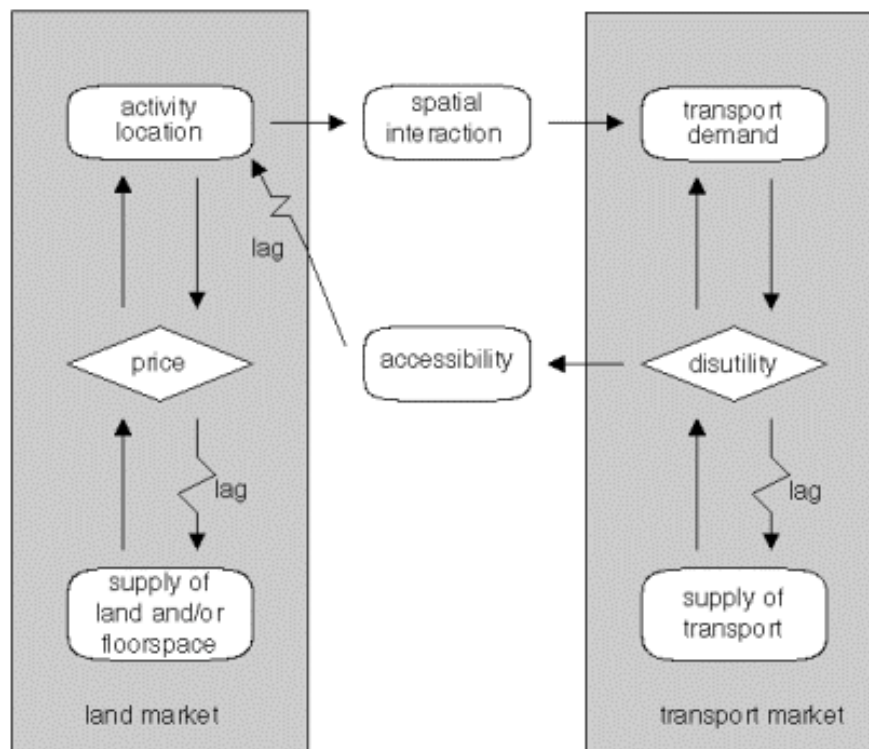 activity
location
spatial
interaction
transport
demand
lag
price
accessibility
disutility
lag
lag
supply of
land and/or
floorspace
supply of
transport
land market
transport market